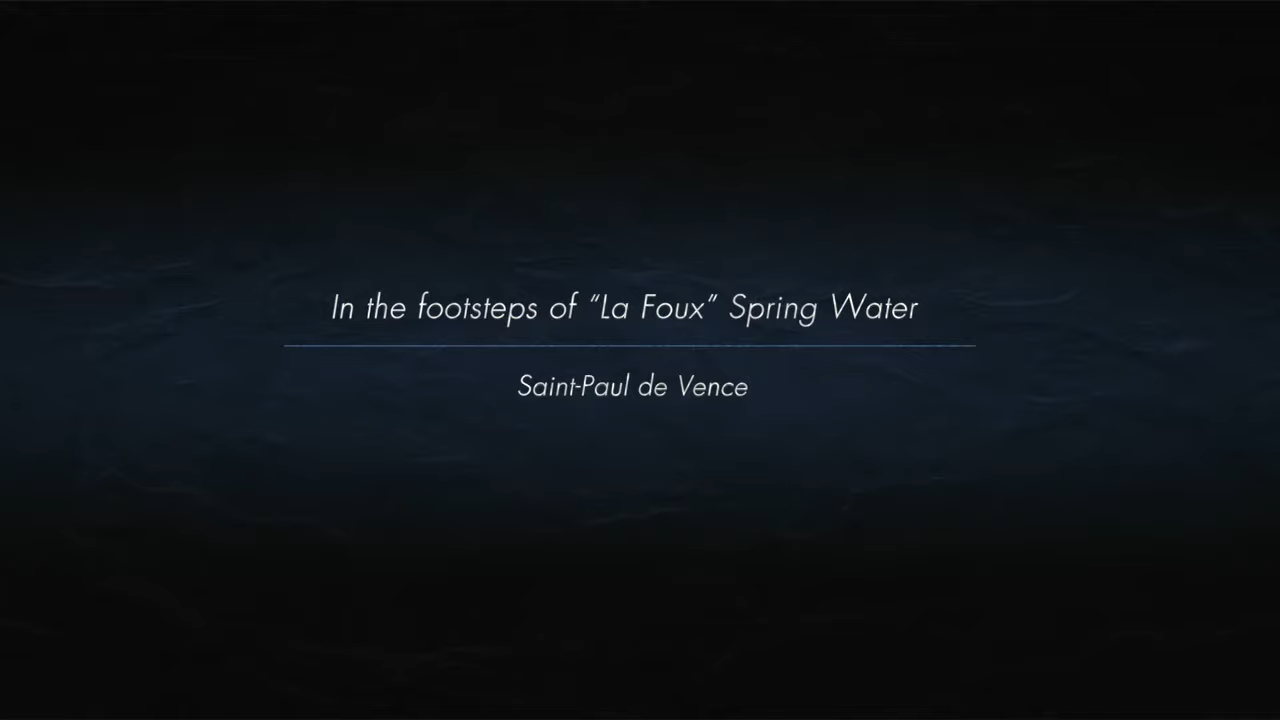 In the footsteps of “La Foux” Spring Water
Saint-Paul de Vence